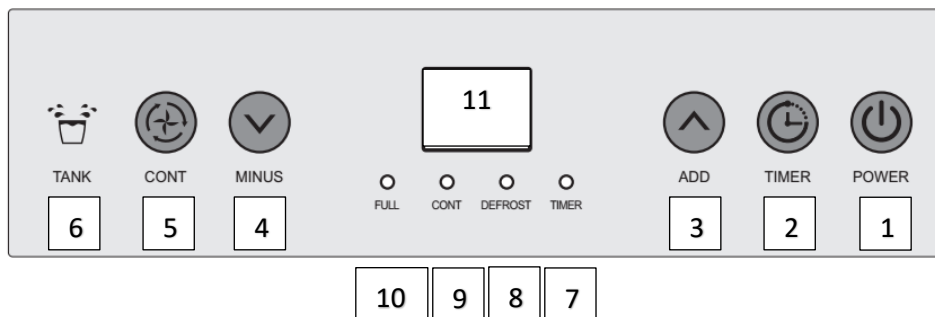 11
TANK CONT MINUS ADD TIMER POWER
FULL CONT DEFROST TIMER
6 5 4 3 2 1
10 9 8 7